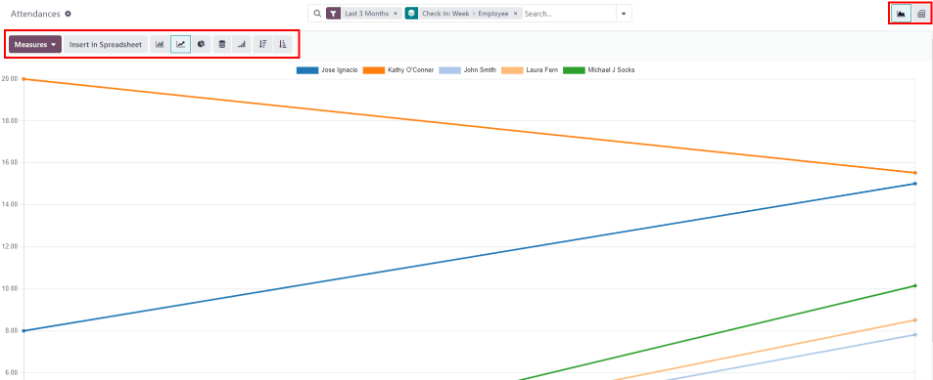 Attendances
Last 3 Months × Check In: Week > Employee × Search...
Measures Insert in Spreadsheet
Jose Ignacio Kathy O'Conner John Smith Laura Fern Michael J Socks
20.00
18.00
16.00
14.00
12.00
10.00
8.00
6.00